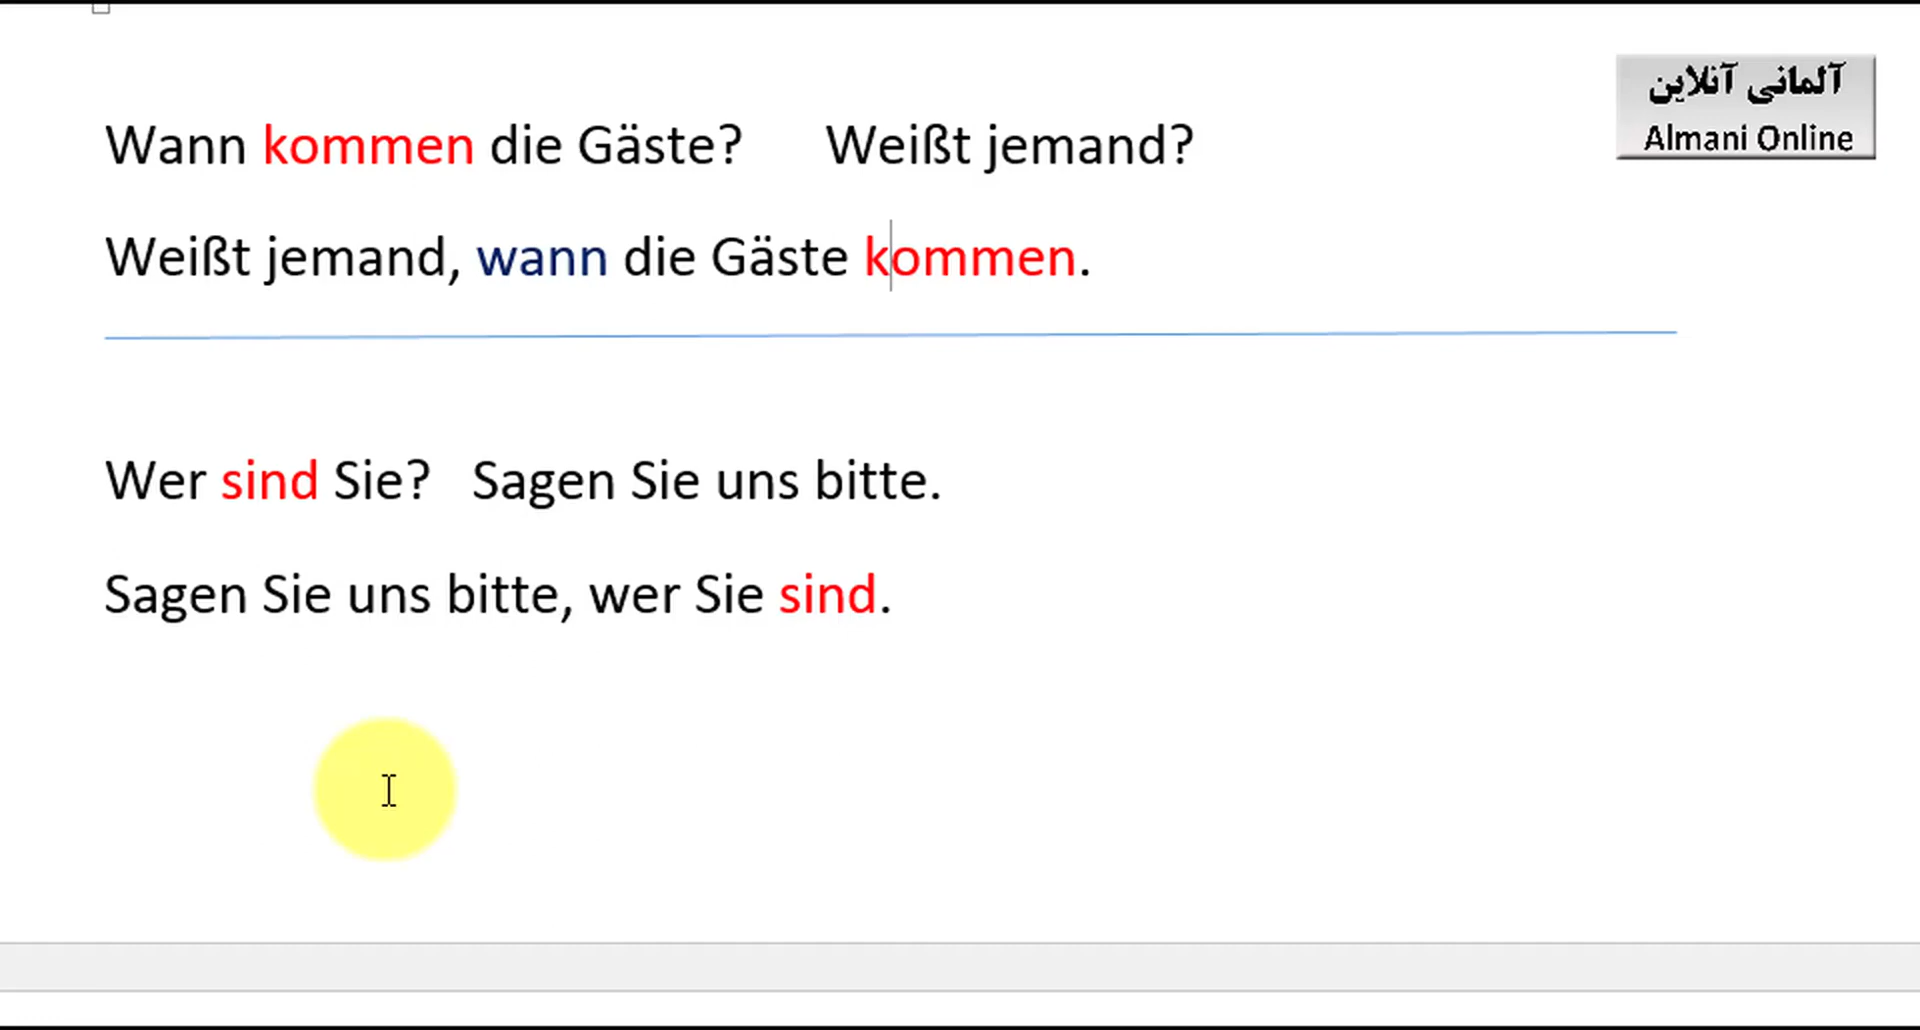 آلمانی آنلاین
Almani Online
Wann kommen die Gäste? Weißt jemand?
Weißt jemand, wann die Gäste kommen.
Wer sind Sie? Sagen Sie uns bitte.
Sagen Sie uns bitte, wer Sie sind.